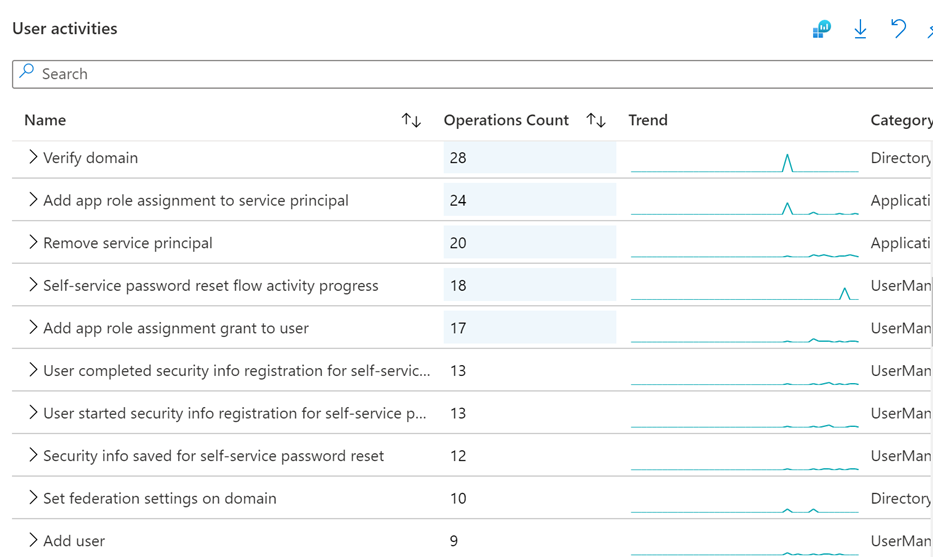 User activities
Search
Name Operations Count Trend Category
Verify domain 28 Directory
Add app role assignment to service principal 24 Applicati
Remove service principal 20 Applicati
Self-service password reset flow activity progress 18 UserMan
Add app role assignment grant to user 17 UserMan
User completed security info registration for self-servic... 13 UserMan
User started security info registration for self-service p... 13 UserMan
Security info saved for self-service password reset 12 UserMan
Set federation settings on domain 10 Directory
Add user 9 UserMan